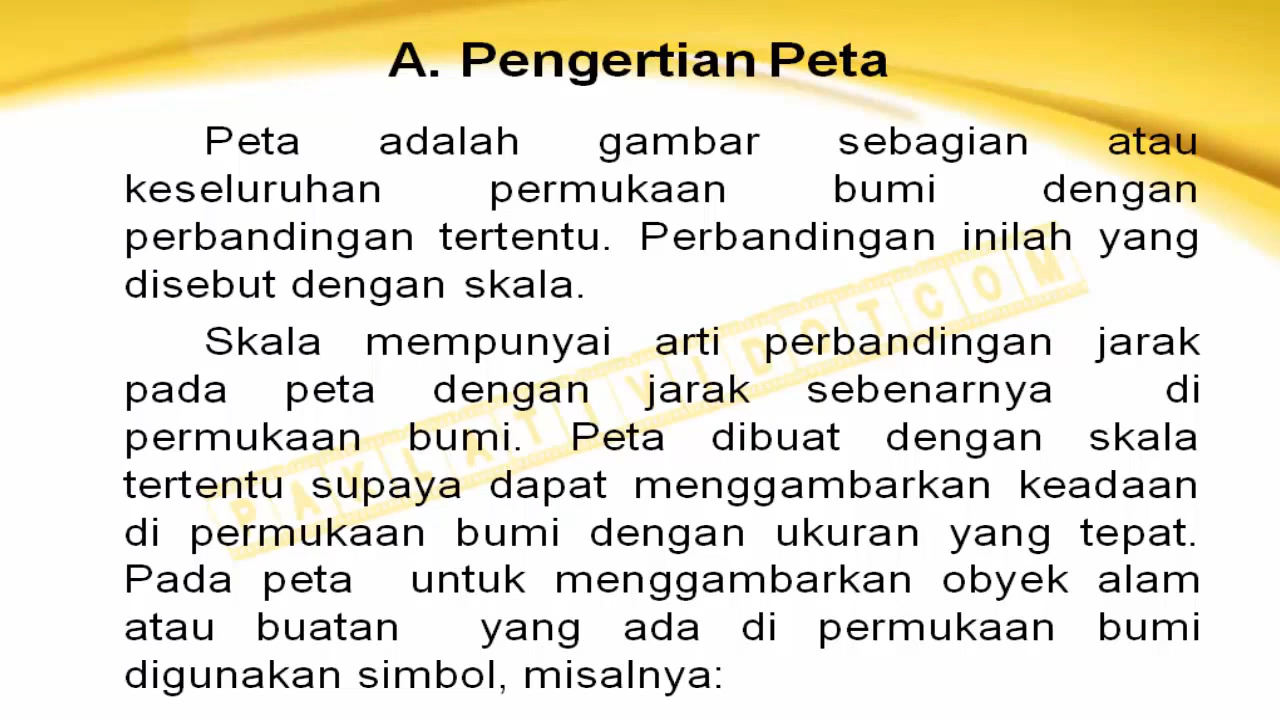 A. Pengertian Peta
Peta adalah gambar sebagian atau
keseluruhan permukaan bumi dengan
perbandingan tertentu. Perbandingan inilah yang
disebut dengan skala.
Skala mempunyai arti perbandingan jarak
pada peta dengan jarak sebenarnya di
permukaan bumi. Peta dibuat dengan skala
tertentu supaya dapat menggambarkan keadaan
di permukaan bumi dengan ukuran yang tepat.
Pada peta untuk menggambarkan obyek alam
atau buatan yang ada di permukaan bumi
digunakan simbol, misalnya:
PAKLATIVIDOTCOM